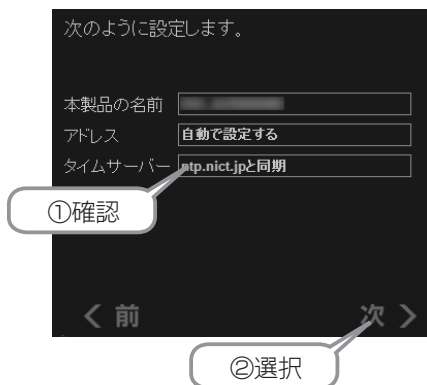 次のように設定します。
本製品の名前
アドレス 自動で設定する
タイムサーバー ntp.nict.jpと同期
①確認
く 前 次 >
②選択